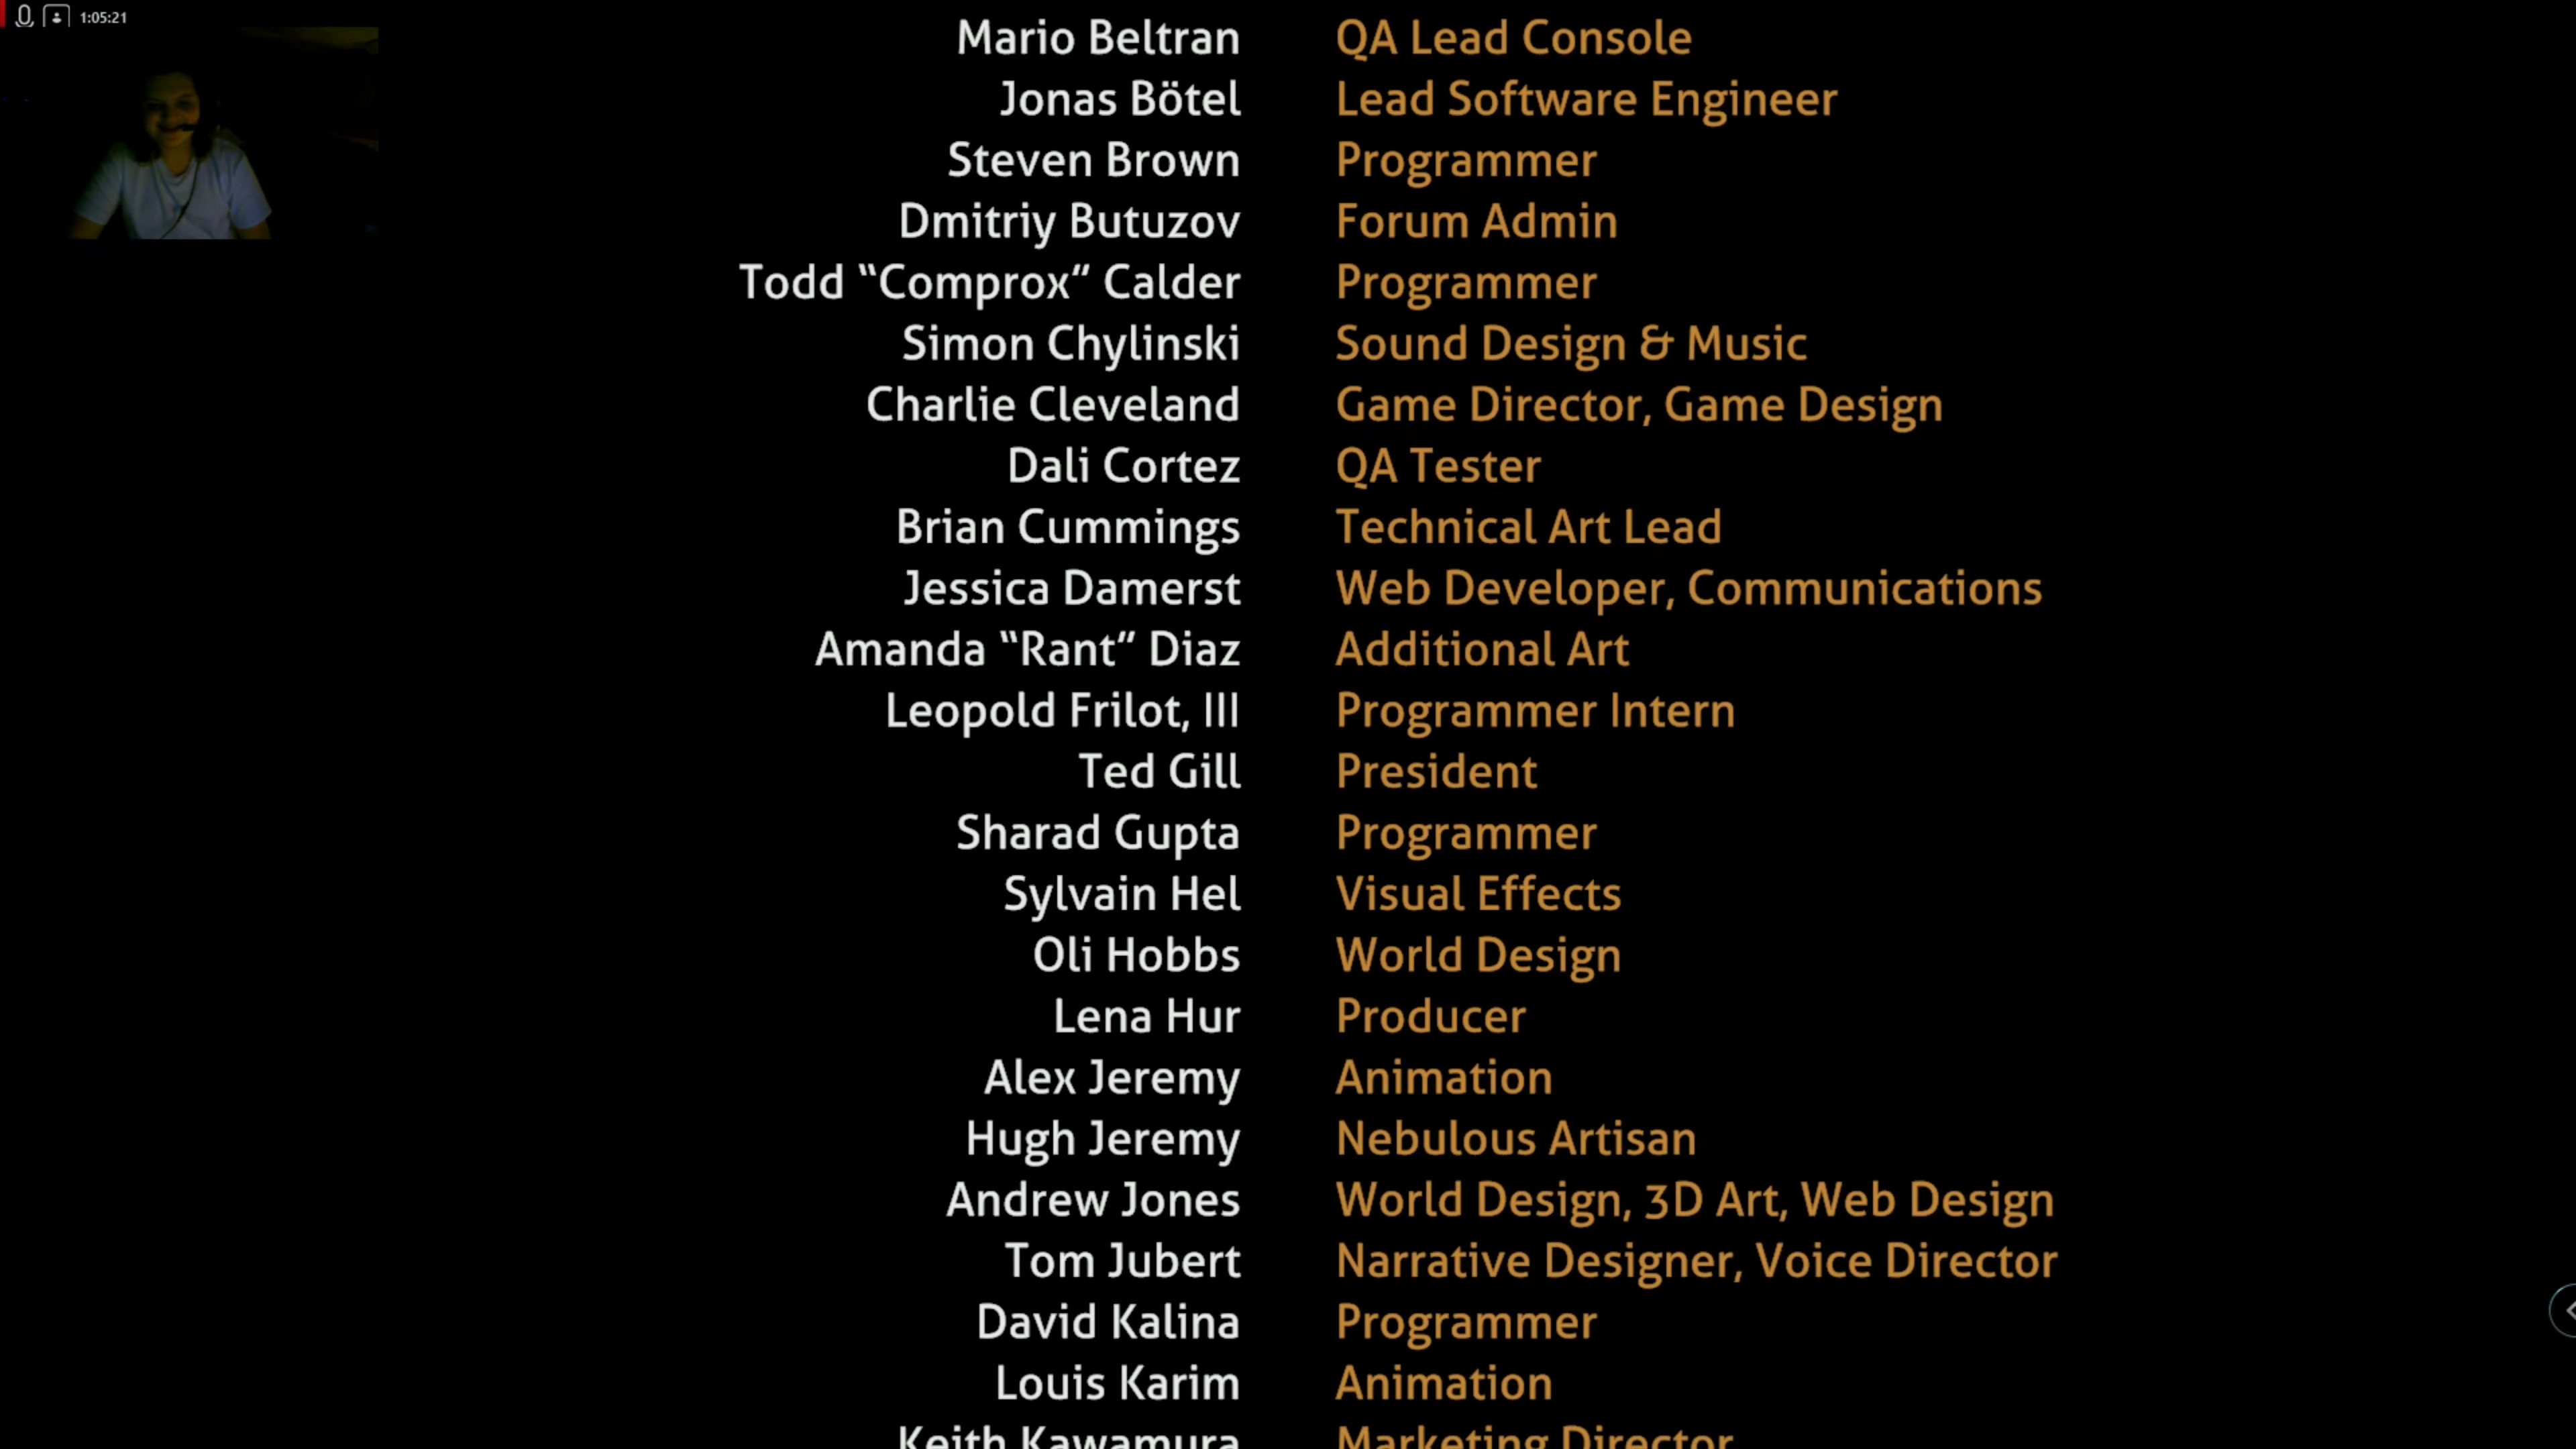 1:05:21
Mario Beltran QA Lead Console
Jonas Bötel Lead Software Engineer
Steven Brown Programmer
Dmitriy Butuzov Forum Admin
Todd “Comprox” Calder Programmer
Simon Chylinski Sound Design & Music
Charlie Cleveland Game Director, Game Design
Dali Cortez QA Tester
Brian Cummings Technical Art Lead
Jessica Damerst Web Developer, Communications
Amanda “Rant” Diaz Additional Art
Leopold Frilot, III Programmer Intern
Ted Gill President
Sharad Gupta Programmer
Sylvain Hel Visual Effects
Oli Hobbs World Design
Lena Hur Producer
Alex Jeremy Animation
Hugh Jeremy Nebulous Artisan
Andrew Jones World Design, 3D Art, Web Design
Tom Jubert Narrative Designer, Voice Director
David Kalina Programmer
Louis Karim Animation
Keith Kawamura Marketing Director